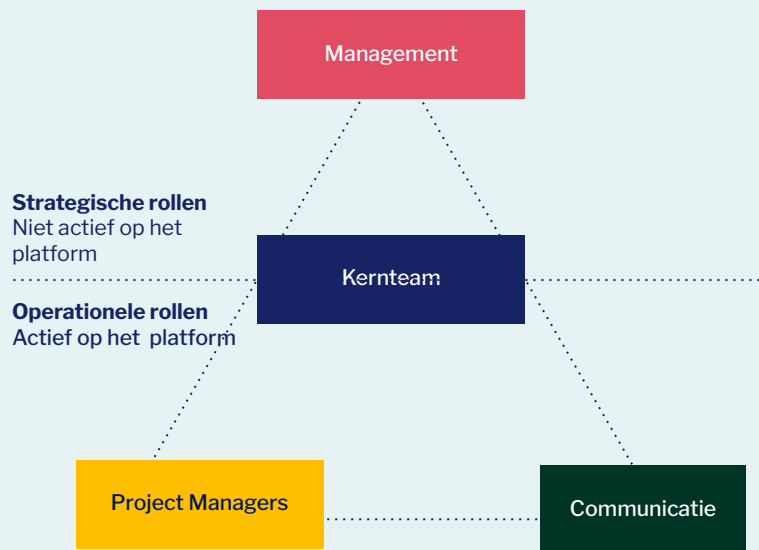 Management
Strategische rollen
Niet actief op het
platform
Kernteam
Operationele rollen
Actief op het platform
Project Managers
Communicatie